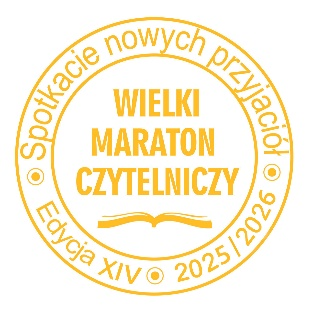 Spotkacie nowych przyjaciół
WIELKI
MARATON
CZYTELNICZY
Edycja XIV
2025/2026